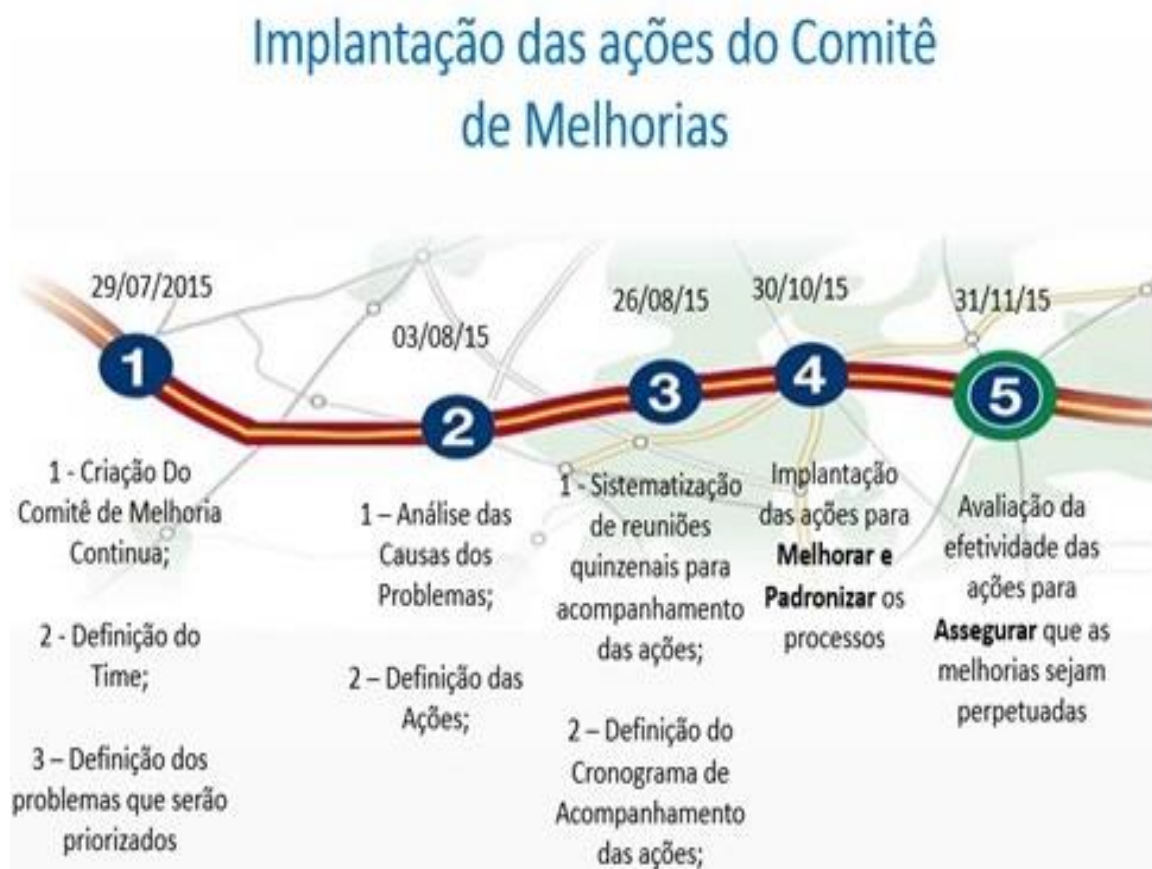 Implantação das ações do Comitê
de Melhorias
29/07/2015
03/08/15
26/08/15
30/10/15
31/11/15
1
2
3
4
5
1 - Criação Do
Comitê de Melhoria
Continua;
2 - Definição do
Time;
3 – Definição dos
problemas que serão
priorizados
1 – Análise das
Causas dos
Problemas;
2 – Definição das
Ações;
1 - Sistematização
de reuniões
quinzenais para
acompanhamento
das ações;
2 – Definição do
Cronograma de
Acompanhamento
das ações;
Implantação
das ações para
Melhorar e
Padronizar os
processos
Avaliação da
efetividade das
ações para
Assegurar que as
melhorias sejam
perpetuadas